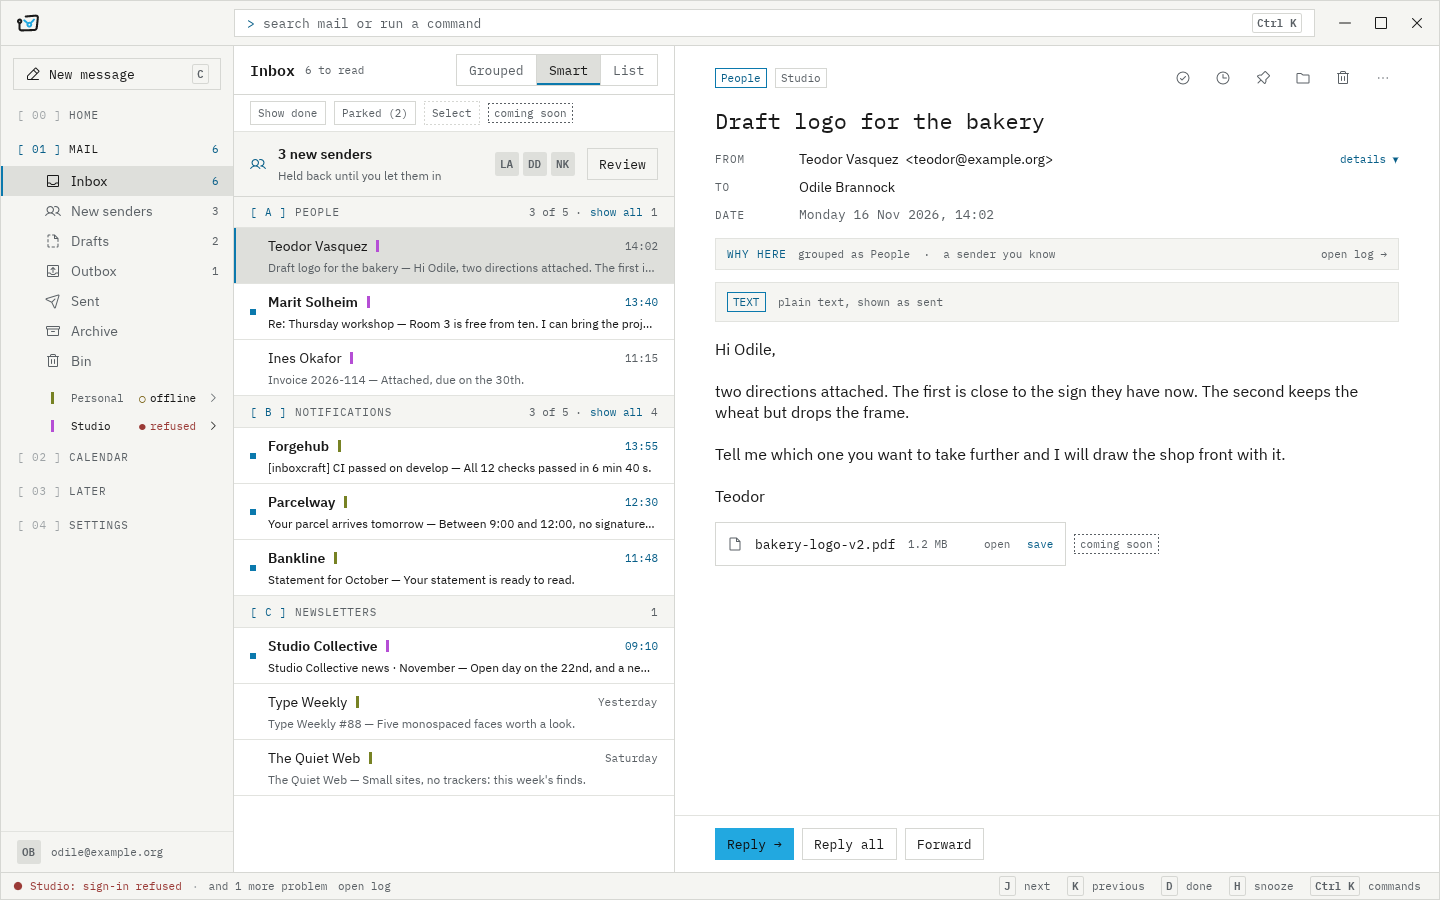 > search mail or run a command Ctrl K
New message C
[ 00 ] HOME
[ 01 ] MAIL 6
Inbox 6
New senders 3
Drafts 2
Outbox 1
Sent
Archive
Bin
Personal offline
Studio refused
[ 02 ] CALENDAR
[ 03 ] LATER
[ 04 ] SETTINGS
OB odile@example.org
Inbox 6 to read Grouped Smart List
Show done Parked (2) Select coming soon
3 new senders
Held back until you let them in
LA DD NK Review
[ A ] PEOPLE 3 of 5 · show all 1
Teodor Vasquez 14:02
Draft logo for the bakery — Hi Odile, two directions attached. The first i…
Marit Solheim 13:40
Re: Thursday workshop — Room 3 is free from ten. I can bring the proj…
Ines Okafor 11:15
Invoice 2026-114 — Attached, due on the 30th.
[ B ] NOTIFICATIONS 3 of 5 · show all 4
Forgehub 13:55
[inboxcraft] CI passed on develop — All 12 checks passed in 6 min 40 s.
Parcelway 12:30
Your parcel arrives tomorrow — Between 9:00 and 12:00, no signature…
Bankline 11:48
Statement for October — Your statement is ready to read.
[ C ] NEWSLETTERS 1
Studio Collective 09:10
Studio Collective news · November — Open day on the 22nd, and a ne…
Type Weekly Yesterday
Type Weekly #88 — Five monospaced faces worth a look.
The Quiet Web Saturday
The Quiet Web — Small sites, no trackers: this week's finds.
People Studio
Draft logo for the bakery
FROM Teodor Vasquez <teodor@example.org> details ▾
TO Odile Brannock
DATE Monday 16 Nov 2026, 14:02
WHY HERE grouped as People · a sender you know open log →
TEXT plain text, shown as sent
Hi Odile,
two directions attached. The first is close to the sign they have now. The second keeps the
wheat but drops the frame.
Tell me which one you want to take further and I will draw the shop front with it.
Teodor
bakery-logo-v2.pdf 1.2 MB open save coming soon
Reply → Reply all Forward
Studio: sign-in refused · and 1 more problem open log
J next K previous D done H snooze Ctrl K commands